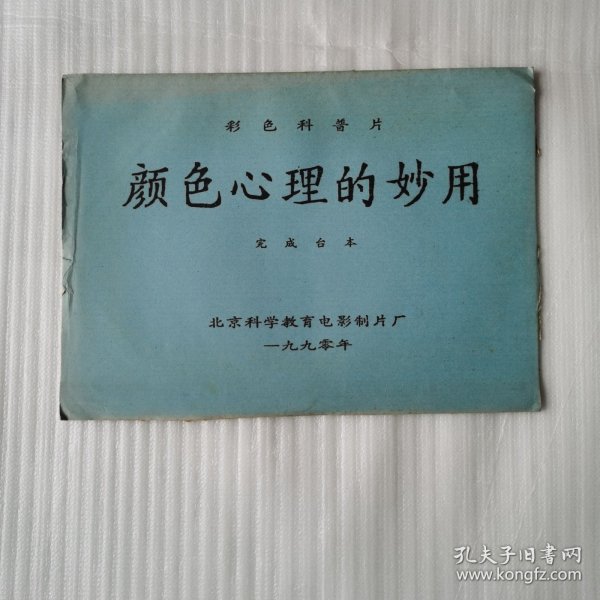 彩色科普片
颜色心理的妙用
完成台本
北京科学教育电影制片厂
一九九零年
孔夫子旧书网
www.kongfz.com